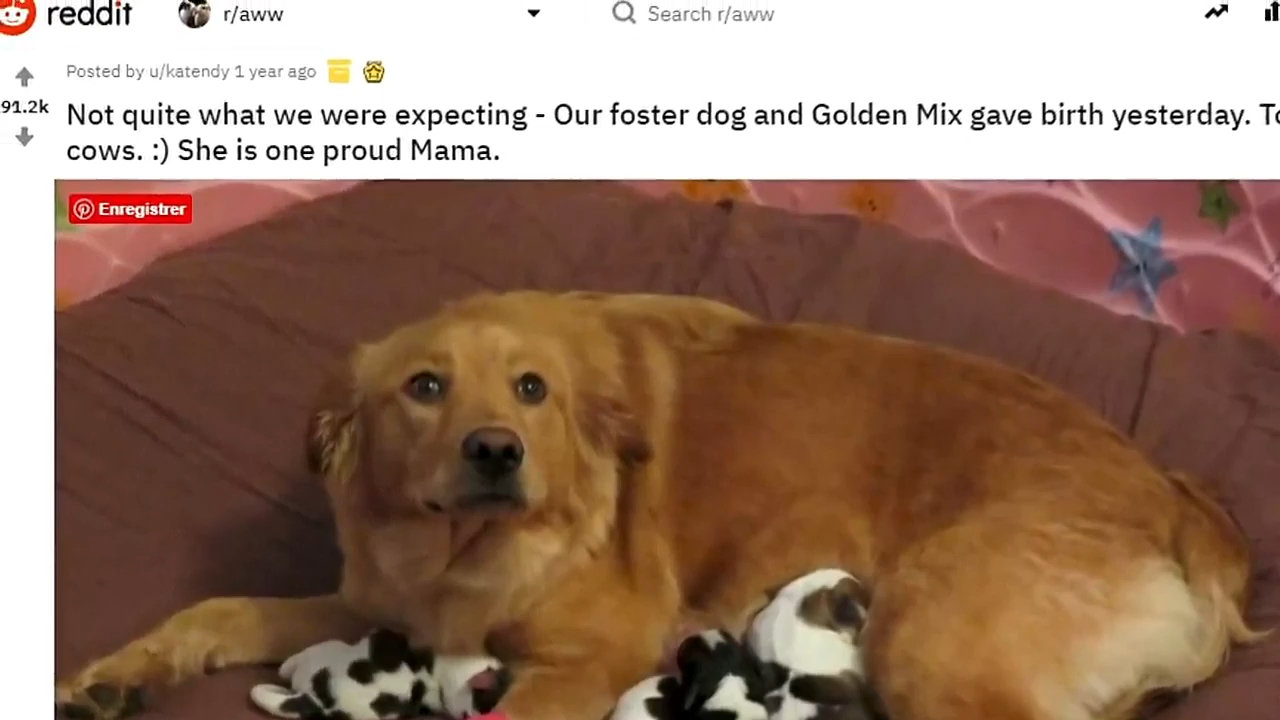 reddit r/aww Search r/aww
Posted by u/katendy 1 year ago
91.2k
Not quite what we were expecting - Our foster dog and Golden Mix gave birth yesterday.
cows. :) She is one proud Mama.
Enregistrer